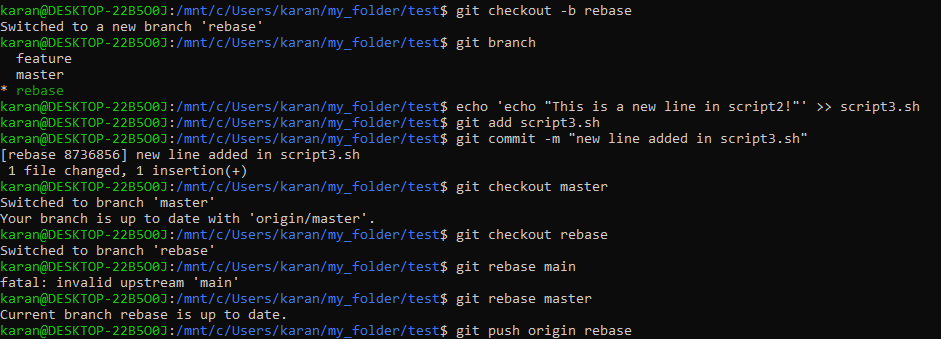 karan@DESKTOP-22B5O0J:/mnt/c/Users/karan/my_folder/test$ git checkout -b rebase
Switched to a new branch 'rebase'
karan@DESKTOP-22B5O0J:/mnt/c/Users/karan/my_folder/test$ git branch
  feature
  master
* rebase
karan@DESKTOP-22B5O0J:/mnt/c/Users/karan/my_folder/test$ echo 'echo "This is a new line in script2!"' >> script3.sh
karan@DESKTOP-22B5O0J:/mnt/c/Users/karan/my_folder/test$ git add script3.sh
karan@DESKTOP-22B5O0J:/mnt/c/Users/karan/my_folder/test$ git commit -m "new line added in script3.sh"
[rebase 8736856] new line added in script3.sh
 1 file changed, 1 insertion(+)
karan@DESKTOP-22B5O0J:/mnt/c/Users/karan/my_folder/test$ git checkout master
Switched to branch 'master'
Your branch is up to date with 'origin/master'.
karan@DESKTOP-22B5O0J:/mnt/c/Users/karan/my_folder/test$ git checkout rebase
Switched to branch 'rebase'
karan@DESKTOP-22B5O0J:/mnt/c/Users/karan/my_folder/test$ git rebase main
fatal: invalid upstream 'main'
karan@DESKTOP-22B5O0J:/mnt/c/Users/karan/my_folder/test$ git rebase master
Current branch rebase is up to date.
karan@DESKTOP-22B5O0J:/mnt/c/Users/karan/my_folder/test$ git push origin rebase